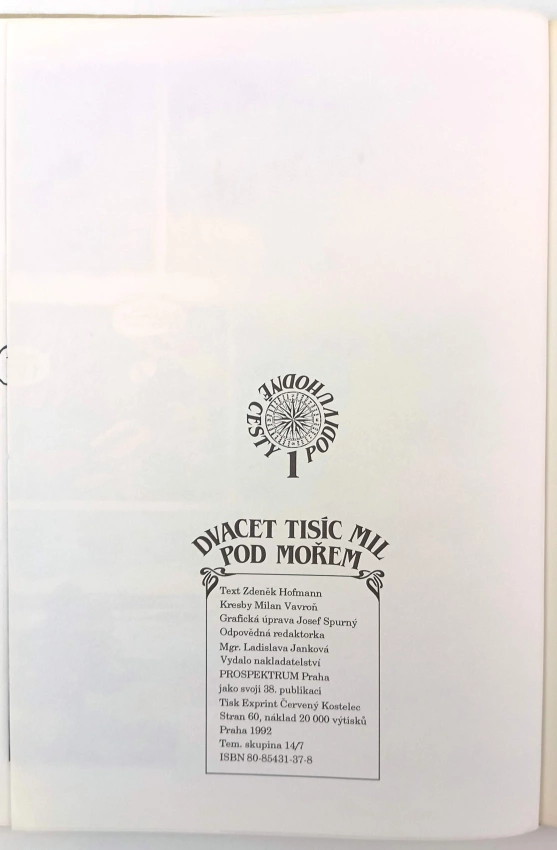 PODIVUHODNĚ CESTY
1
DVACET TISÍC MIL
POD MOŘEM
Text Zdeněk Hofmann
Kresby Milan Vavroň
Grafická úprava Josef Spurný
Odpovědná redaktorka
Mgr. Ladislava Janková
Vydalo nakladatelství
PROSPEKTRUM Praha
jako svoji 38. publikaci
Tisk Exprint Červený Kostelec
Stran 60, náklad 20 000 výtisků
Praha 1992
Tem. skupina 14/7
ISBN 80-85431-37-8